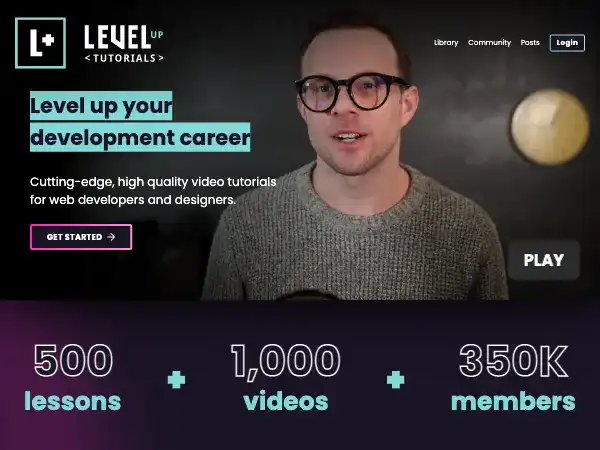 L+
LEVEL UP
<TUTORIALS>
Library Community Posts Login
Level up your
development career
Cutting-edge, high quality video tutorials
for web developers and designers.
GET STARTED →
PLAY
500 + 1,000 + 350K
lessons videos members